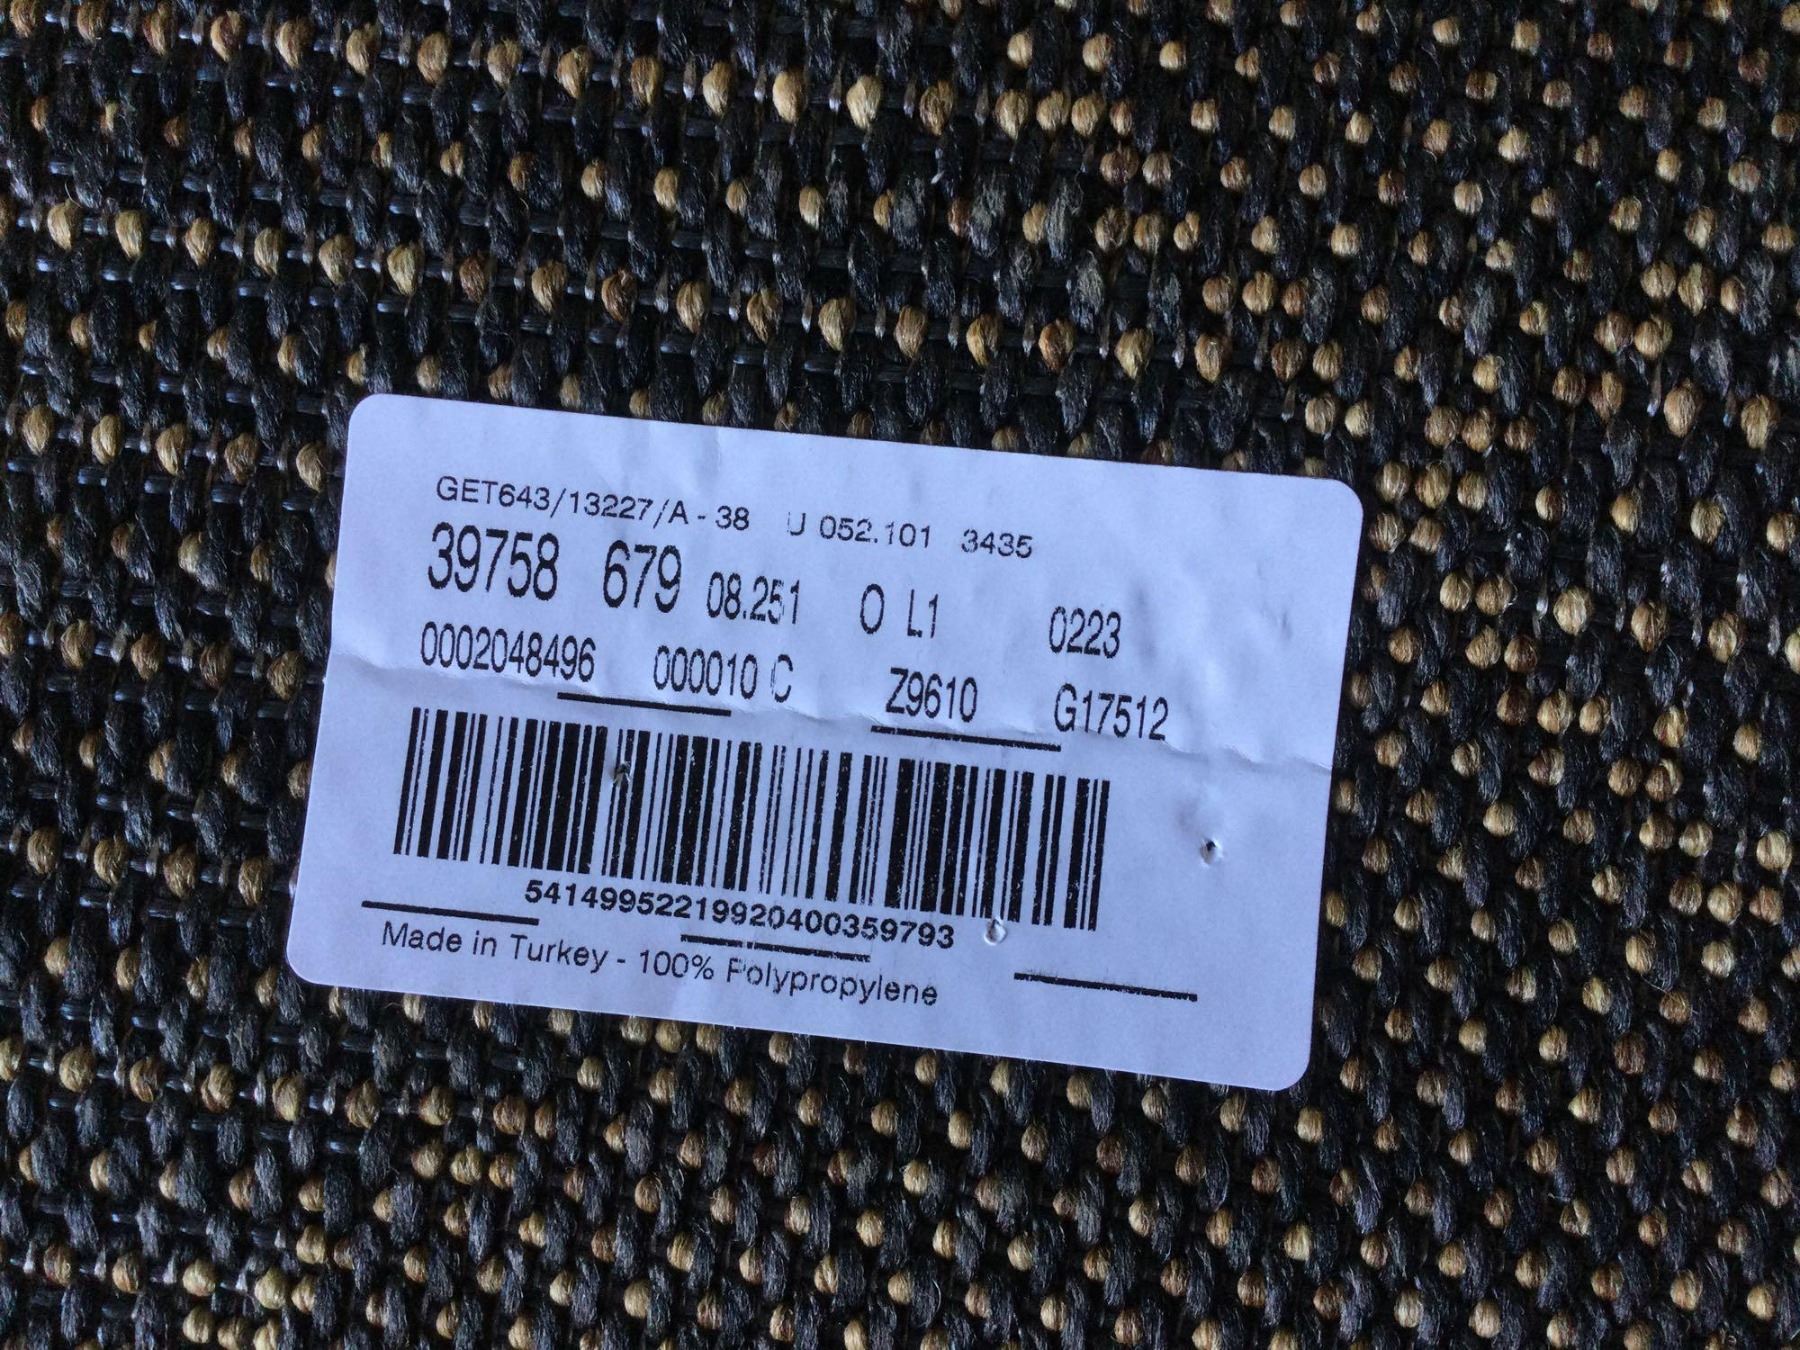 GET643/13227/A - 38 U 052.101 3435
39758 679 08.251 O L1 0223
0002048496 000010 C Z9610 G17512
541499522199204400359793
Made in Turkey - 100% Polypropylene